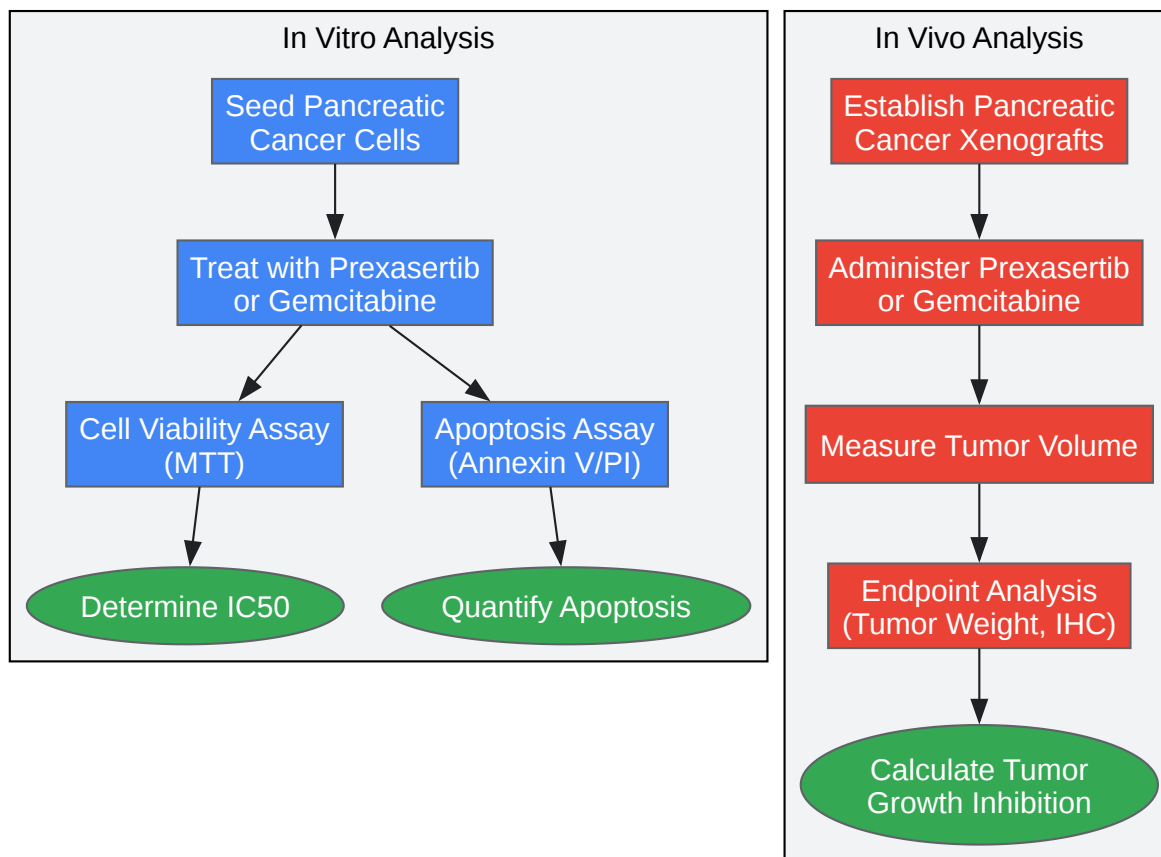 In Vitro Analysis
Seed Pancreatic
Cancer Cells
Treat with Prexasertib
or Gemcitabine
Cell Viability Assay
(MTT)
Apoptosis Assay
(Annexin V/PI)
Determine IC50
Quantify Apoptosis
In Vivo Analysis
Establish Pancreatic
Cancer Xenografts
Administer Prexasertib
or Gemcitabine
Measure Tumor Volume
Endpoint Analysis
(Tumor Weight, IHC)
Calculate Tumor
Growth Inhibition